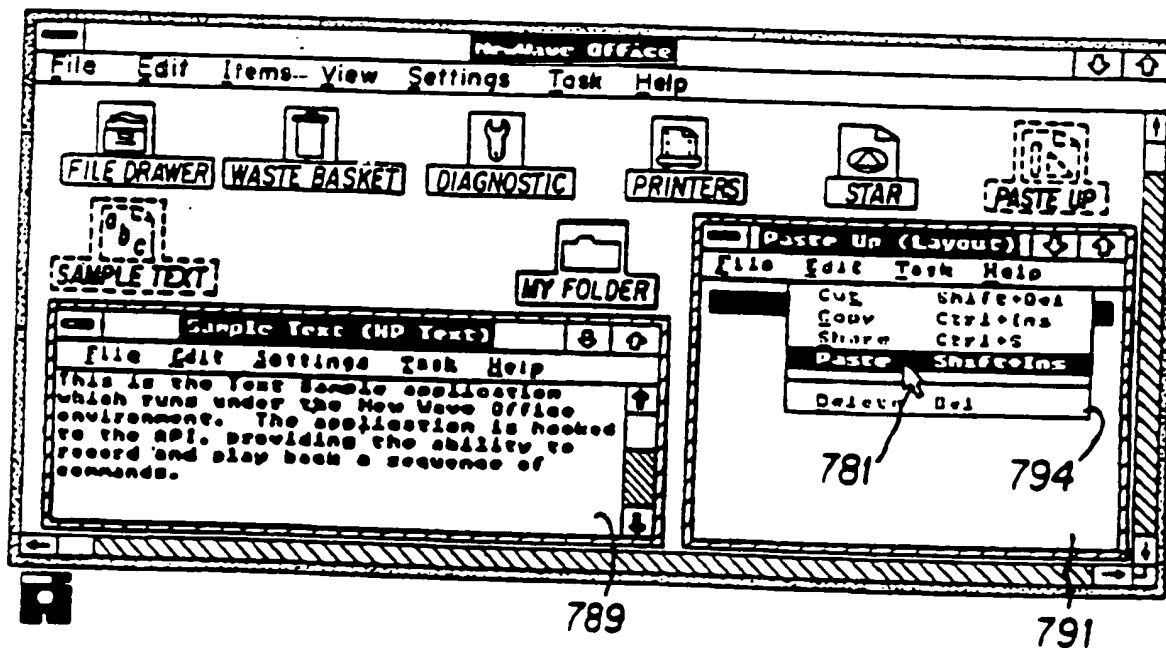 NewWave Office
File Edit Items View Settings Task Help
FILE DRAWER WASTE BASKET DIAGNOSTIC PRINTERS STAR PASTE UP
abc
SAMPLE TEXT
MY FOLDER
Paste Up (Layout)
File Edit Task Help
Cut Shift+Del
Copy Ctrl+Ins
Share Ctrl+S
Paste Shift+Ins
Delete Del
Sample Text (HP Text)
File Edit Settings Task Help
This is the Text Sample application
which runs under the New Wave Office
environment. The application is hooked
to the API, providing the ability to
record and play back a sequence of
commands.
781
794
789
791